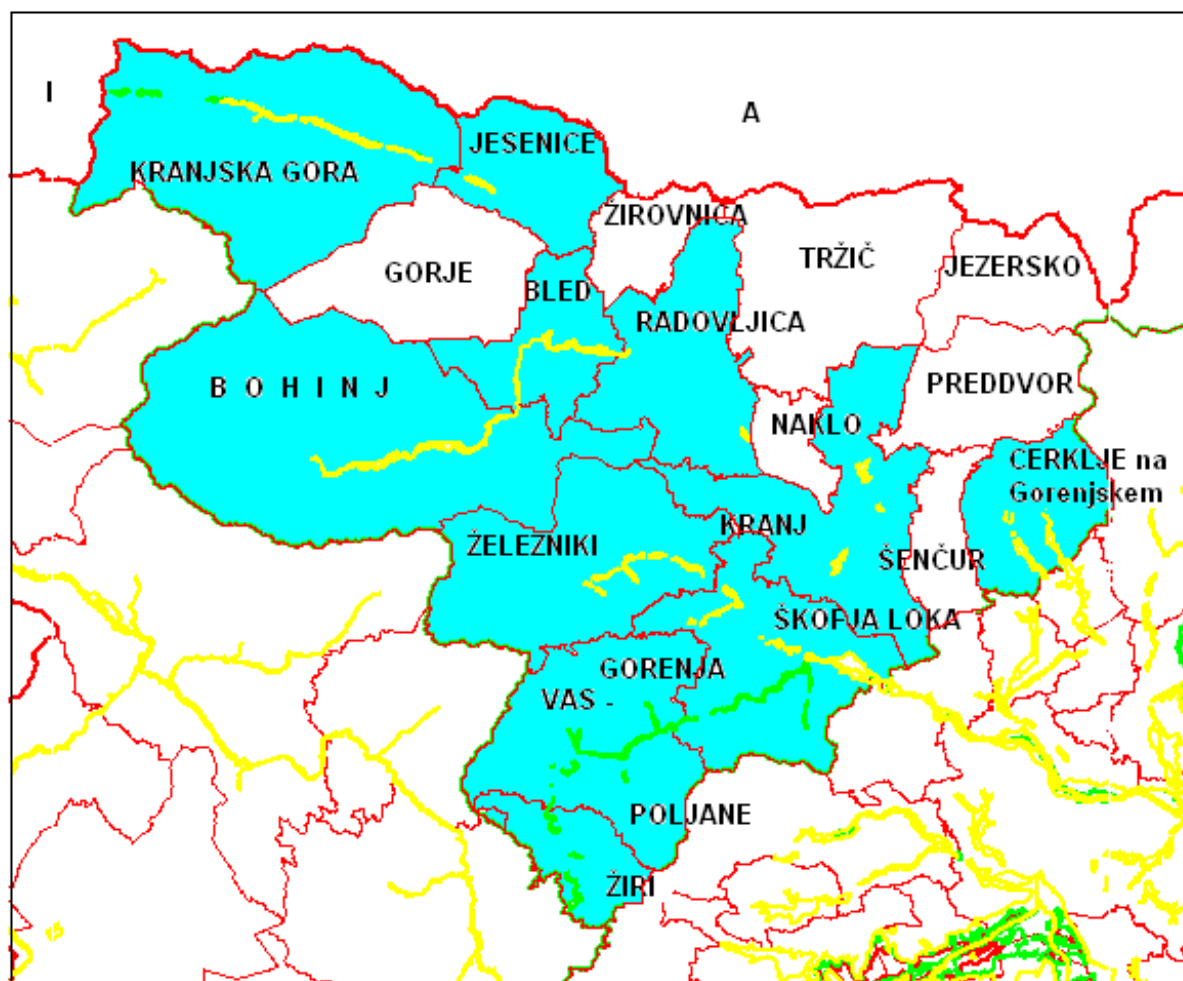 I
A
JESENICE
KRANJSKA GORA
ŽIROVNICA
TRŽIČ
JEZERSKO
GORJE
BLED
RADOVLJICA
B O H I N J
PREDDVOR
NAKLO
CERKLJE na
Gorenjskem
KRANJ
ŽELEZNIKI
ŠENČUR
ŠKOFJA LOKA
GORENJA
VAS -
POLJANE
ŽIRI